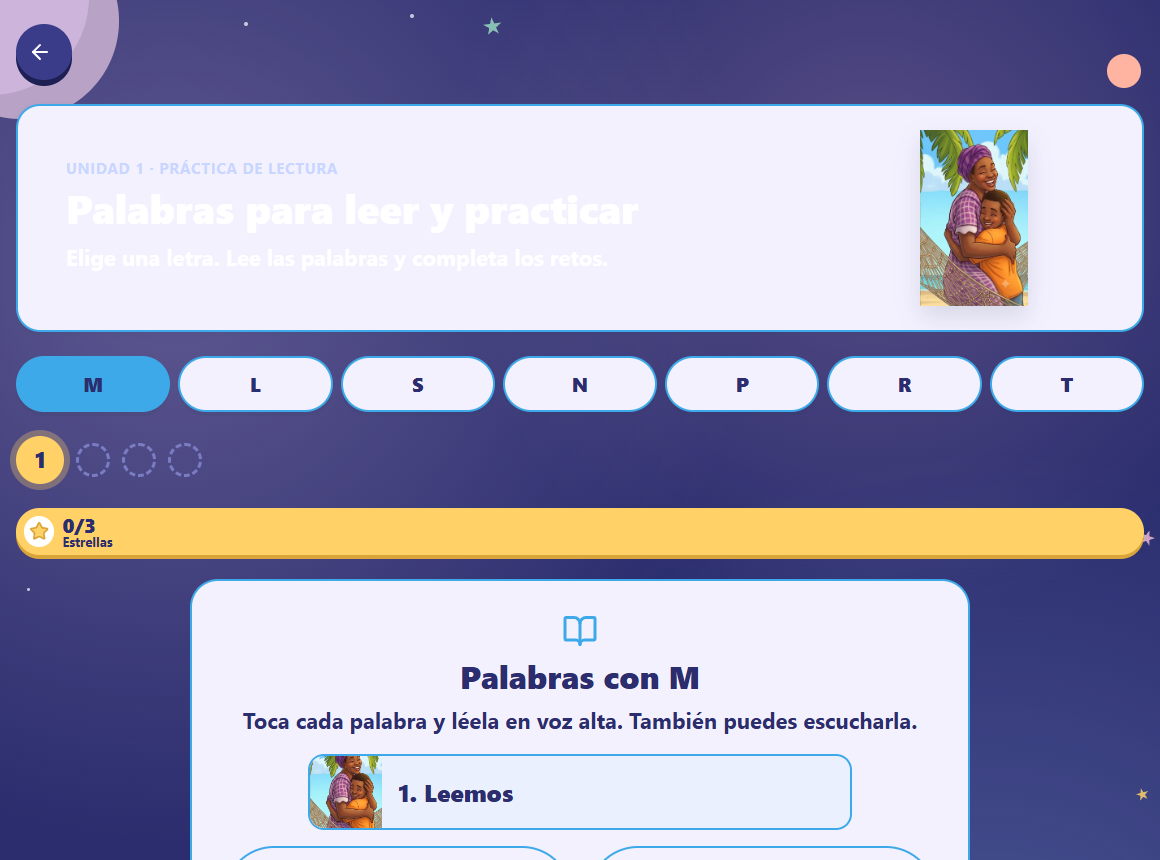 UNIDAD 1 · PRÁCTICA DE LECTURA
Palabras para leer y practicar
Elige una letra. Lee las palabras y completa los retos.
M L S N P R T
1
0/3
Estrellas
Palabras con M
Toca cada palabra y léela en voz alta. También puedes escucharla.
1. Leemos